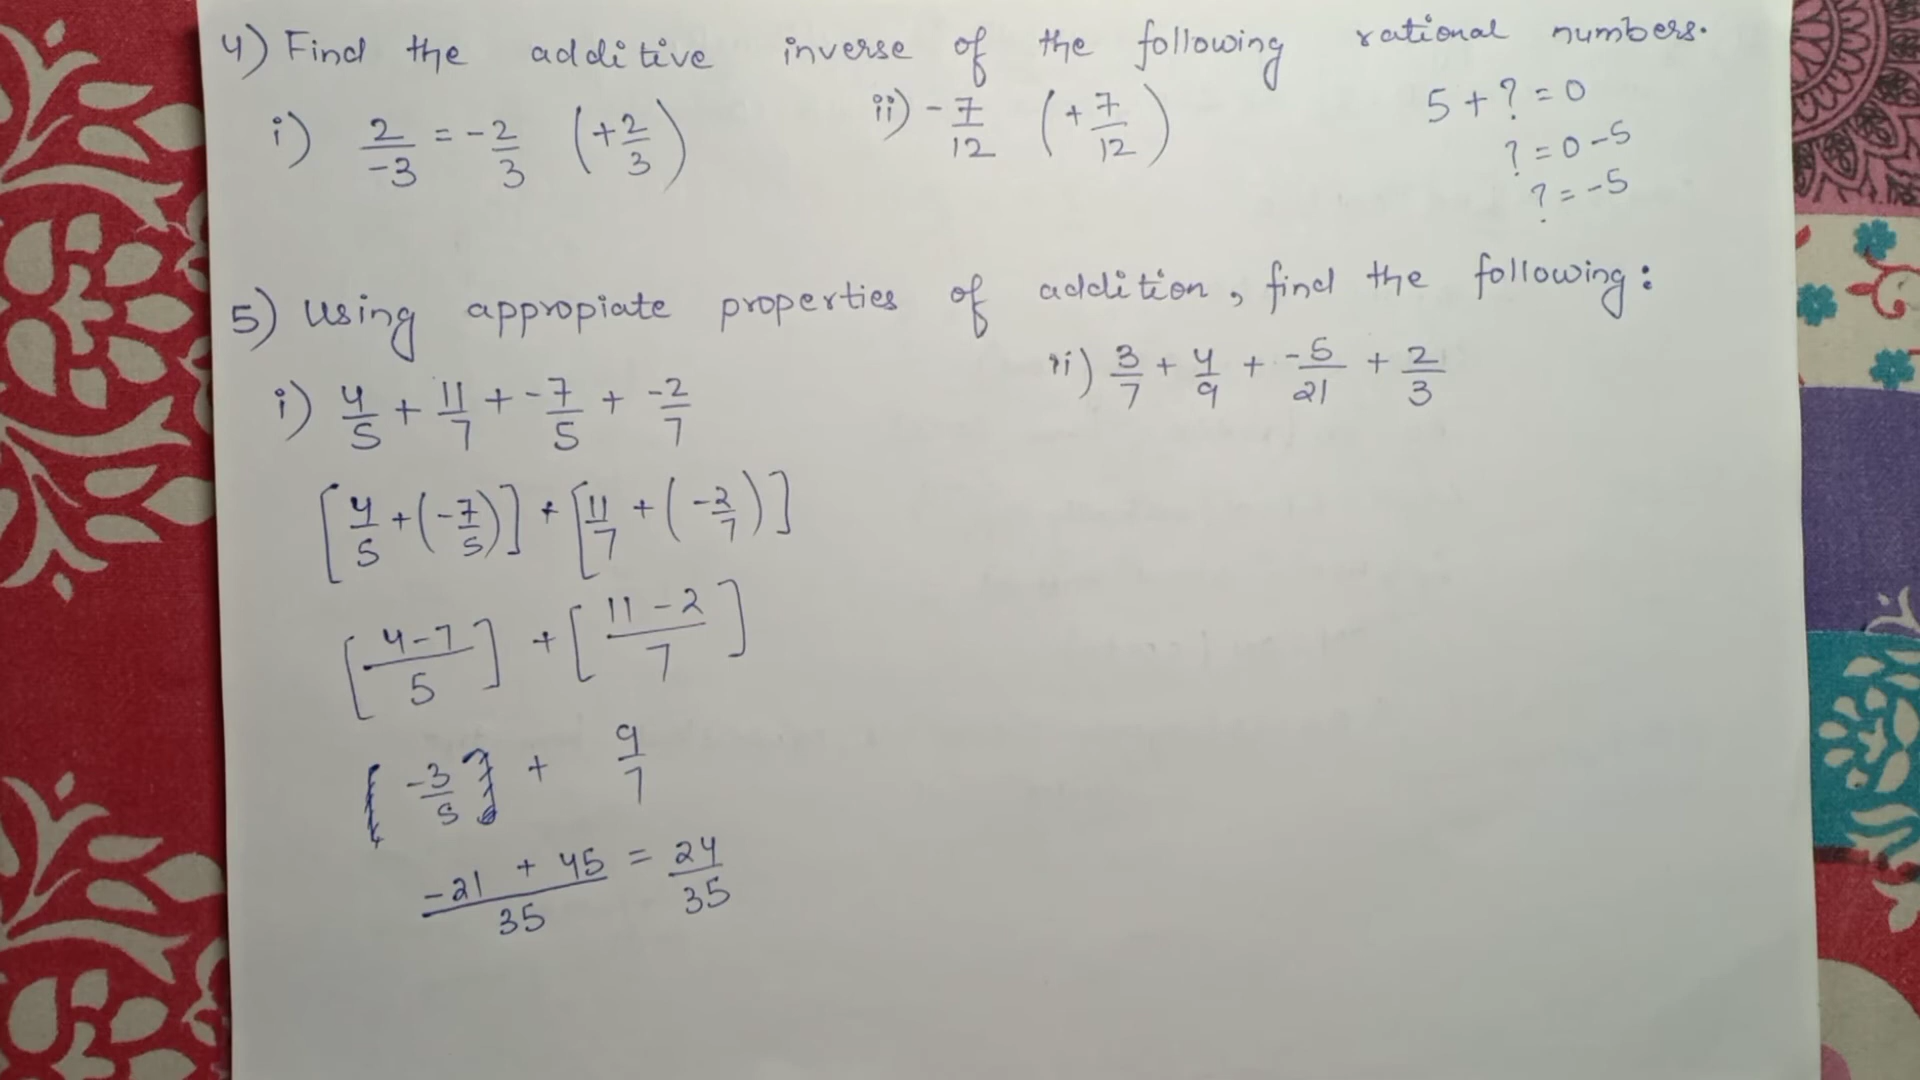 4) Find the additive inverse of the following rational numbers.
i) 2/-3 = -2/3 (+2/3)
ii) -7/12 (+7/12)
5 + ? = 0
? = 0 - 5
? = -5
5) Using appropiate properties of addition, find the following:
i) 4/5 + 11/7 + -7/5 + -2/7
[4/5 + (-7/5)] + [11/7 + (-2/7)]
[4-7/5] + [11-2/7]
[-3/5] + 9/7
-21 + 45/35 = 24/35
ii) 3/7 + 4/9 + -5/21 + 2/3